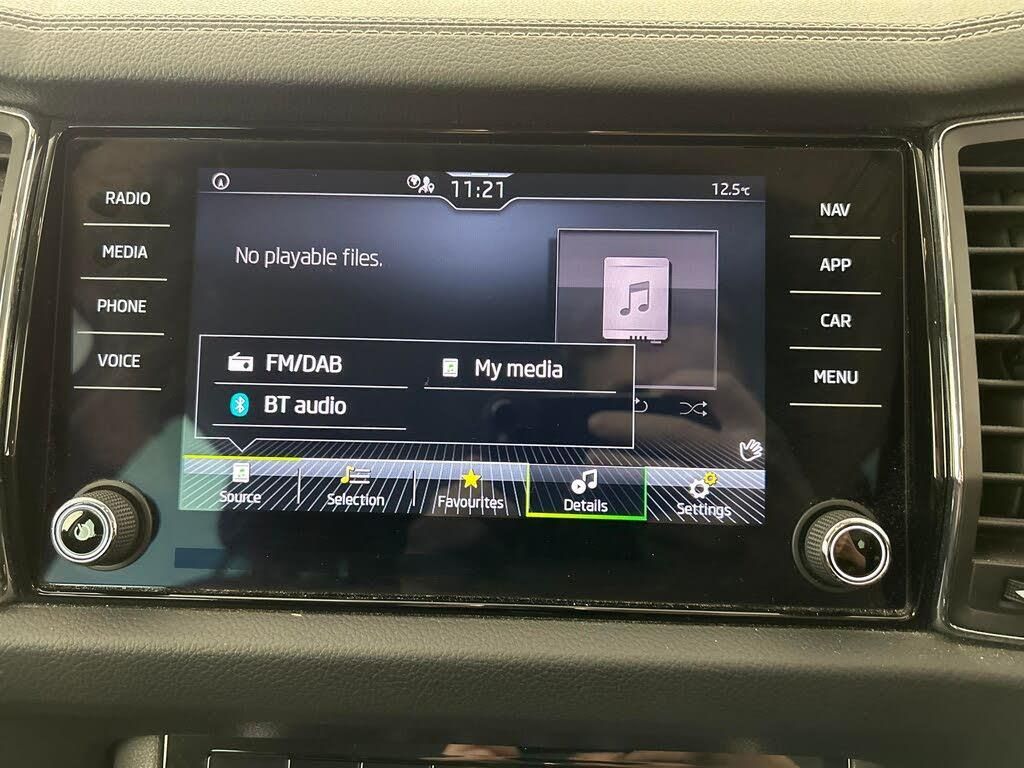 11:21
12.5°C
RADIO
MEDIA
PHONE
VOICE
No playable files.
FM/DAB
My media
BT audio
Source
Selection
Favourites
Details
Settings
NAV
APP
CAR
MENU